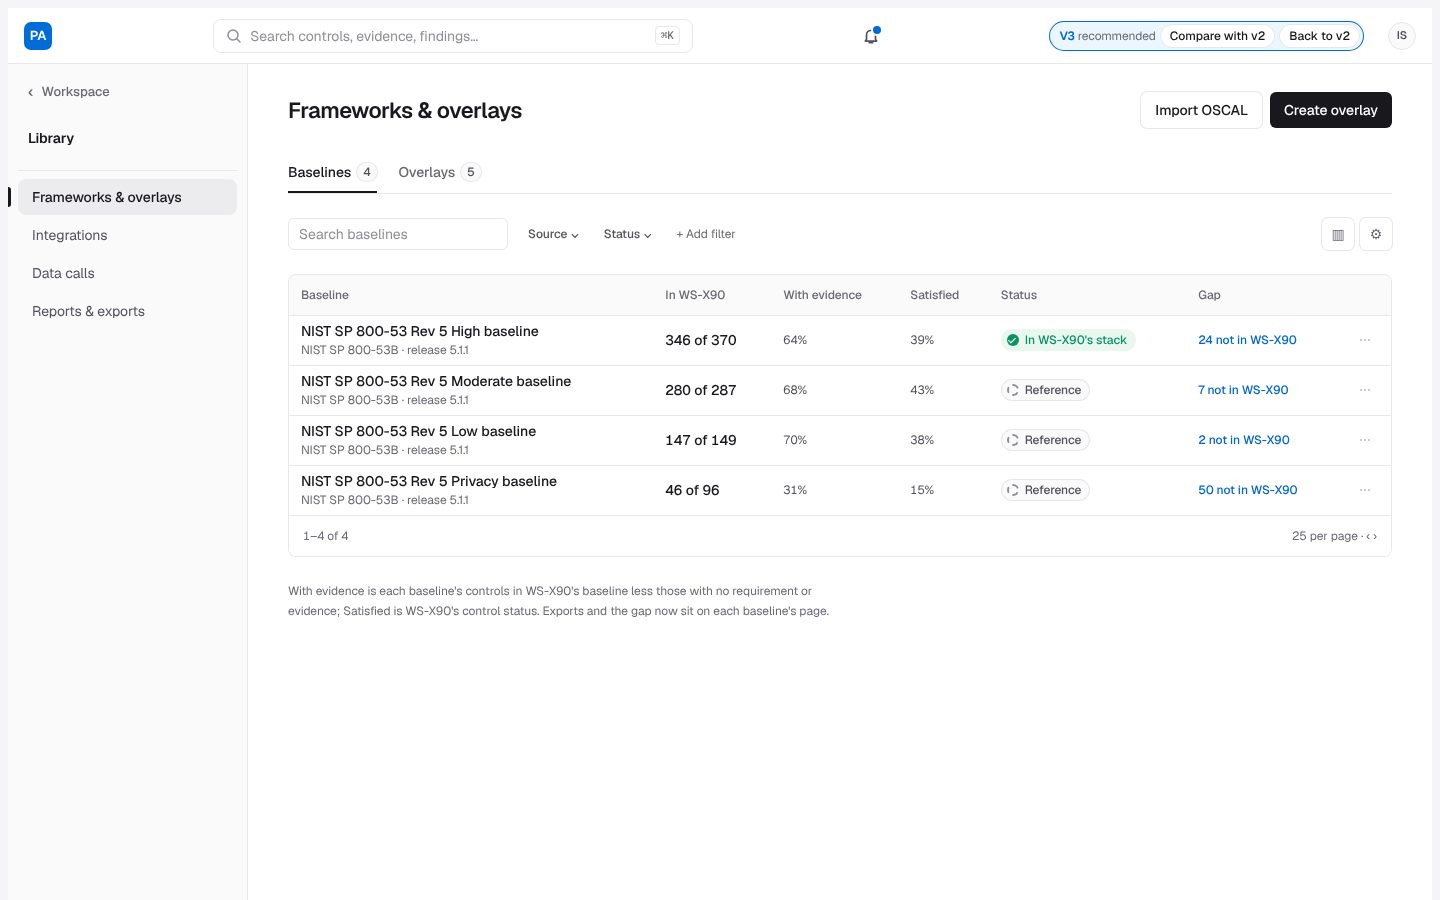 PA
Search controls, evidence, findings...
⌘K
V3 recommended
Compare with v2
Back to v2
IS
‹ Workspace
Library
Frameworks & overlays
Integrations
Data calls
Reports & exports
Frameworks & overlays
Import OSCAL
Create overlay
Baselines 4
Overlays 5
Search baselines
Source
Status
+ Add filter
Baseline In WS-X90 With evidence Satisfied Status Gap
NIST SP 800-53 Rev 5 High baseline
NIST SP 800-53B · release 5.1.1
346 of 370 64% 39% In WS-X90's stack 24 not in WS-X90 ···
NIST SP 800-53 Rev 5 Moderate baseline
NIST SP 800-53B · release 5.1.1
280 of 287 68% 43% Reference 7 not in WS-X90 ···
NIST SP 800-53 Rev 5 Low baseline
NIST SP 800-53B · release 5.1.1
147 of 149 70% 38% Reference 2 not in WS-X90 ···
NIST SP 800-53 Rev 5 Privacy baseline
NIST SP 800-53B · release 5.1.1
46 of 96 31% 15% Reference 50 not in WS-X90 ···
1–4 of 4
25 per page · ‹ ›
With evidence is each baseline's controls in WS-X90's baseline less those with no requirement or
evidence; Satisfied is WS-X90's control status. Exports and the gap now sit on each baseline's page.